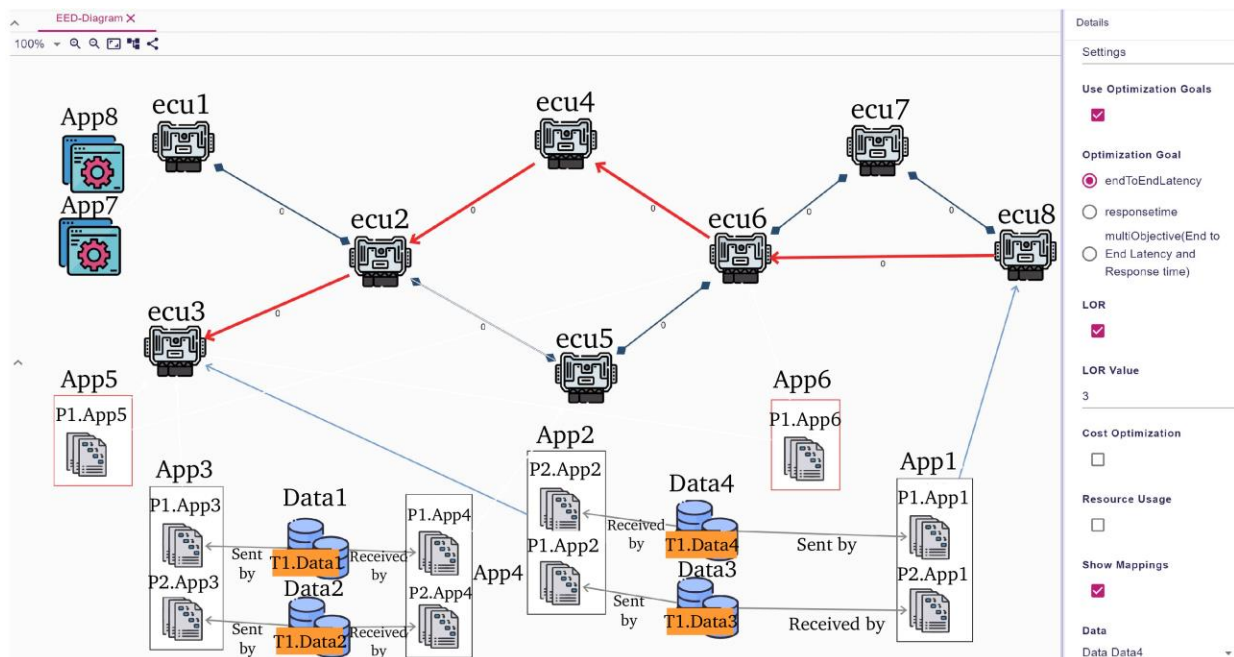 EED-Diagram
100%
App8
ecu1
ecu4
ecu7
App7
ecu2
ecu6
ecu8
0
0
0
0
0
0
0
0
0
ecu3
ecu5
App5
P1.App5
App6
P1.App6
App3
P1.App3
P2.App3
Data1
Sent by
T1.Data1
Received by
Data2
Sent by
T1.Data2
Received by
P1.App4
App4
P2.App4
App2
P2.App2
P1.App2
Data4
Received by
T1.Data4
Sent by
Data3
Sent by
T1.Data3
Received by
App1
P1.App1
P2.App1
Details
Settings
Use Optimization Goals
Optimization Goal
endToEndLatency
responsetime
multiObjective(End to
End Latency and
Response time)
LOR
LOR Value
3
Cost Optimization
Resource Usage
Show Mappings
Data
Data Data4